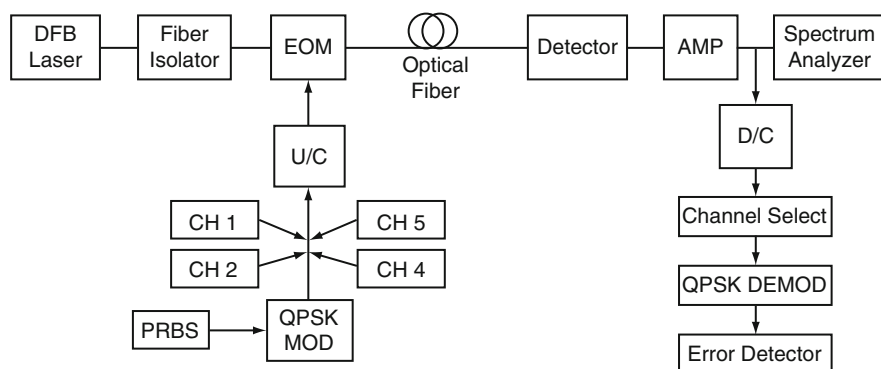 DFB
Laser
Fiber
Isolator
EOM
Optical
Fiber
Detector
AMP
Spectrum
Analyzer
U/C
D/C
CH 1
CH 5
Channel Select
CH 2
CH 4
QPSK DEMOD
PRBS
QPSK
MOD
Error Detector